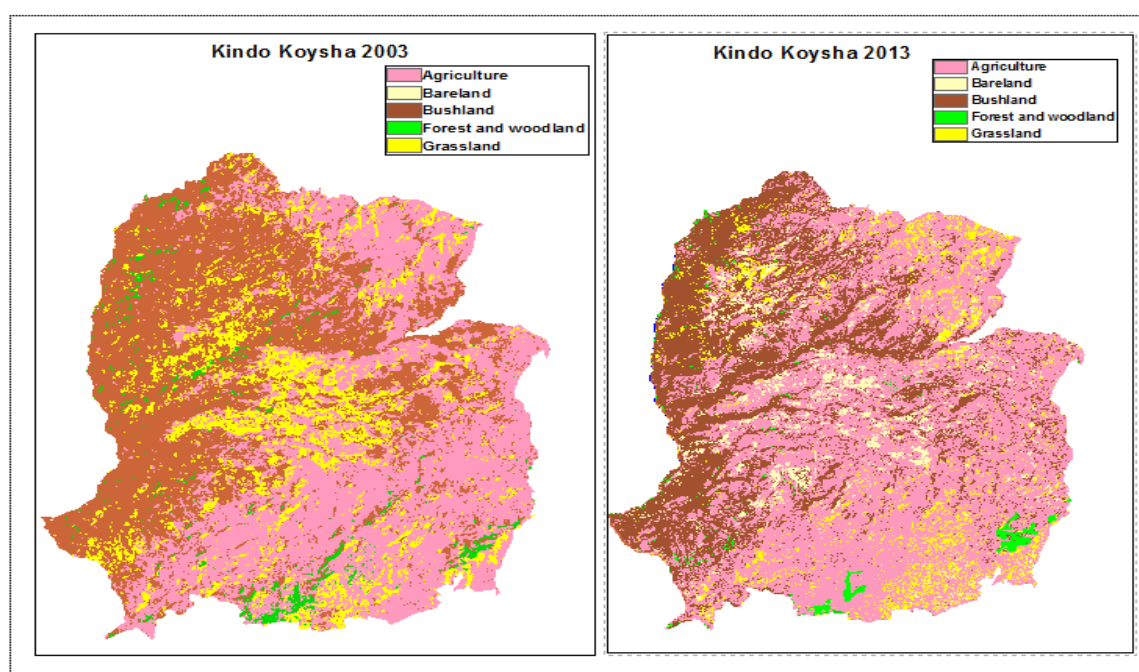 Kindo Koysha 2003
Agriculture
Bareland
Bushland
Forest and woodland
Grassland
Kindo Koysha 2013
Agriculture
Bareland
Bushland
Forest and woodland
Grassland